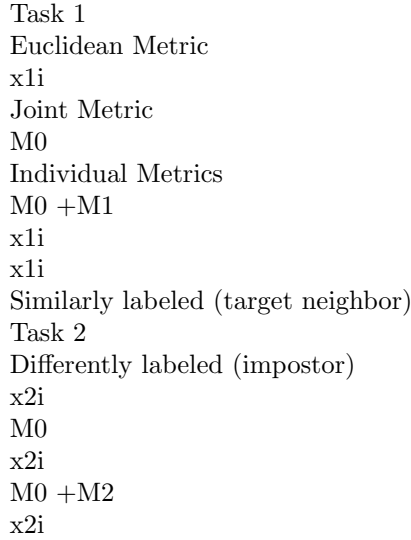 Task 1
Euclidean Metric
x1i
Joint Metric
M0
Individual Metrics
M0 +M1
x1i
x1i
Similarly labeled (target neighbor)
Task 2
Differently labeled (impostor)
x2i
M0
x2i
M0 +M2
x2i